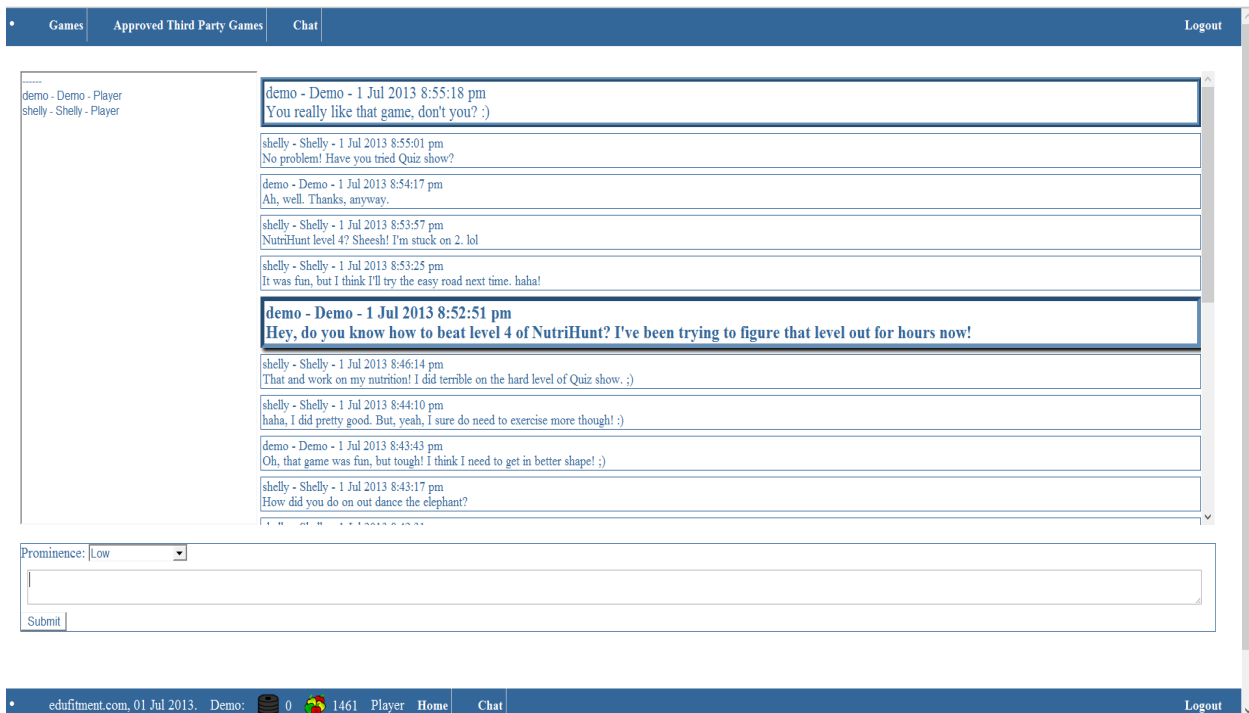 Games Approved Third Party Games Chat Logout
------
demo - Demo - Player
shelly - Shelly - Player
demo - Demo - 1 Jul 2013 8:55:18 pm
You really like that game, don't you? :)
shelly - Shelly - 1 Jul 2013 8:55:01 pm
No problem! Have you tried Quiz show?
demo - Demo - 1 Jul 2013 8:54:17 pm
Ah, well. Thanks, anyway.
shelly - Shelly - 1 Jul 2013 8:53:57 pm
NutriHunt level 4? Sheesh! I'm stuck on 2. lol
shelly - Shelly - 1 Jul 2013 8:53:25 pm
It was fun, but I think I'll try the easy road next time. haha!
demo - Demo - 1 Jul 2013 8:52:51 pm
Hey, do you know how to beat level 4 of NutriHunt? I've been trying to figure that level out for hours now!
shelly - Shelly - 1 Jul 2013 8:46:14 pm
That and work on my nutrition! I did terrible on the hard level of Quiz show. ;)
shelly - Shelly - 1 Jul 2013 8:44:10 pm
haha, I did pretty good. But, yeah, I sure do need to exercise more though! :)
demo - Demo - 1 Jul 2013 8:43:43 pm
Oh, that game was fun, but tough! I think I need to get in better shape! ;)
shelly - Shelly - 1 Jul 2013 8:43:17 pm
How did you do on out dance the elephant?
Prominence: Low
Submit
edufitment.com, 01 Jul 2013. Demo: 0 1461 Player Home Chat Logout